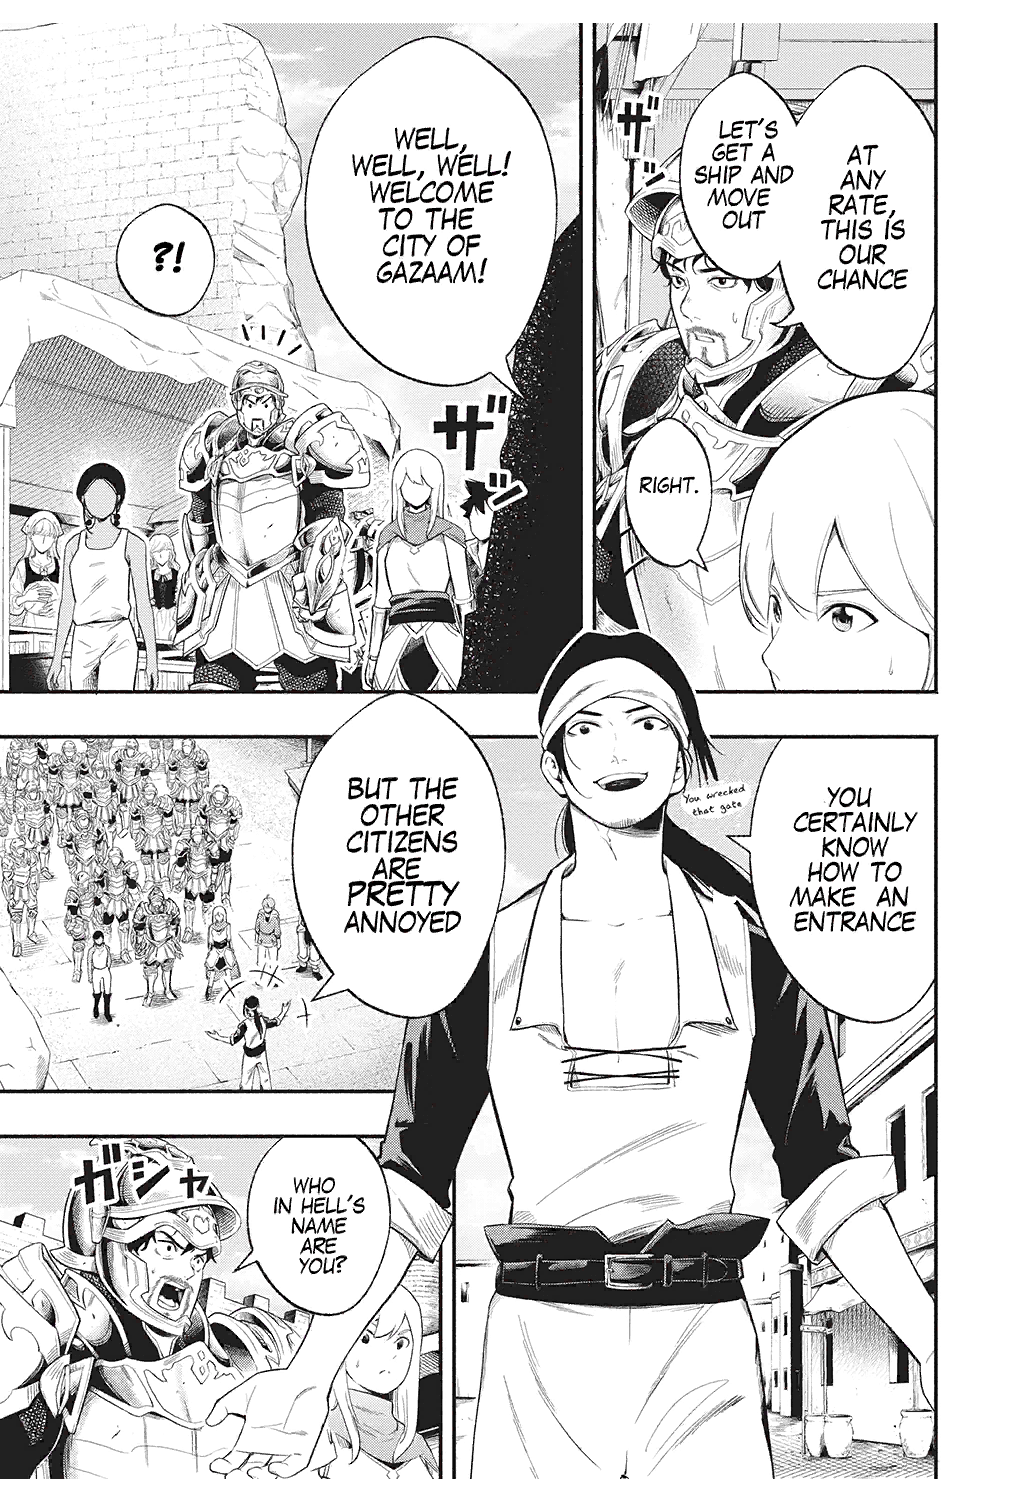 AT
ANY
RATE,
THIS IS
OUR
CHANCE
LET'S
GET A
SHIP AND
MOVE
OUT
ザ
ッ
RIGHT.
WELL,
WELL, WELL!
WELCOME
TO THE
CITY OF
GAZAAM!
?!
ザッ
YOU
CERTAINLY
KNOW
HOW TO
MAKE AN
ENTRANCE
You wrecked
that gate
BUT THE
OTHER
CITIZENS
ARE
PRETTY
ANNOYED
ガシャ
WHO
IN HELL'S
NAME
ARE
YOU?